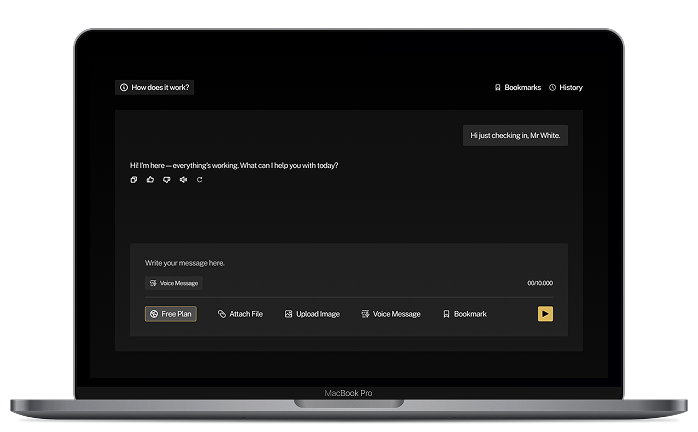 How does it work?
Bookmarks
History
Hi just checking in, Mr White.
Hi! I'm here — everything's working. What can I help you with today?
Write your message here.
Voice Message
00/10.000
Free Plan
Attach File
Upload Image
Voice Message
Bookmark
MacBook Pro